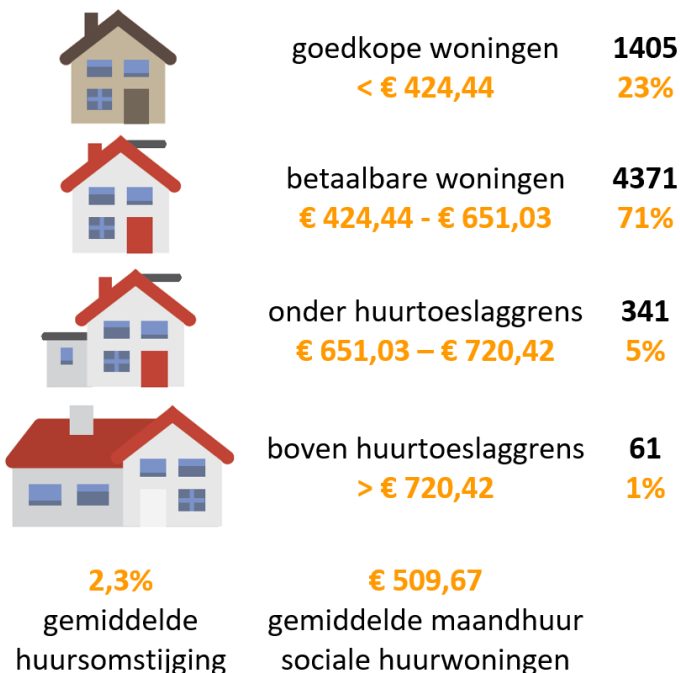 goedkope woningen 1405
< € 424,44 23%
betaalbare woningen 4371
€ 424,44 - € 651,03 71%
onder huurtoeslaggrens 341
€ 651,03 – € 720,42 5%
boven huurtoeslaggrens 61
> € 720,42 1%
2,3%
gemiddelde
huursomstijging
€ 509,67
gemiddelde maandhuur
sociale huurwoningen